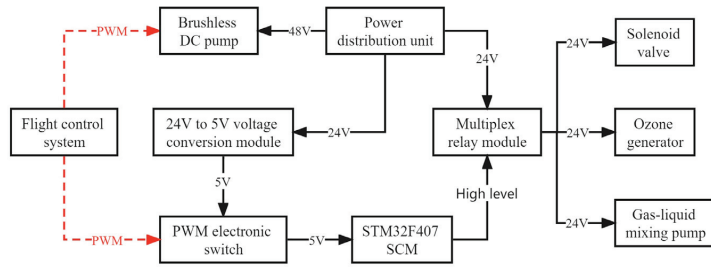 Brushless
DC pump
Power
distribution unit
Solenoid
valve
PWM
48V
24V
24V
Flight control
system
24V to 5V voltage
conversion module
24V
Multiplex
relay module
24V
Ozone
generator
5V
High level
PWM
PWM electronic
switch
5V
STM32F407
SCM
24V
Gas-liquid
mixing pump